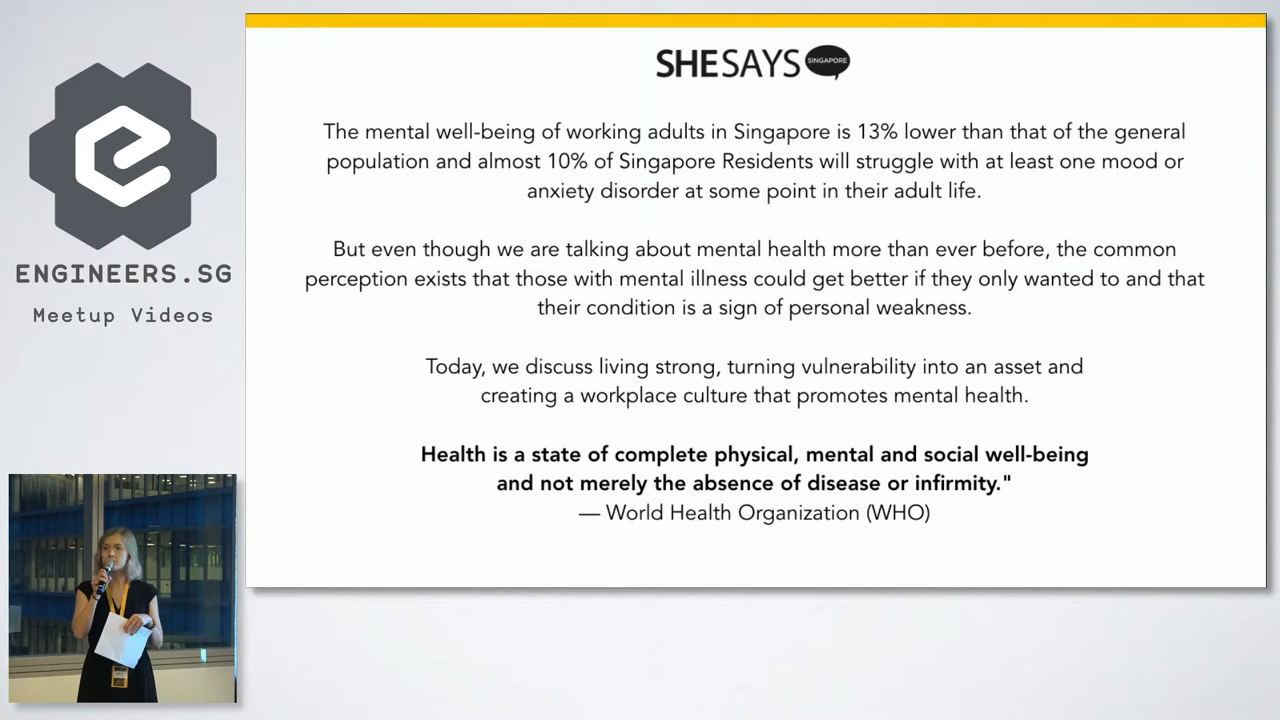 SHESAYS SINGAPORE
The mental well-being of working adults in Singapore is 13% lower than that of the general
population and almost 10% of Singapore Residents will struggle with at least one mood or
anxiety disorder at some point in their adult life.
But even though we are talking about mental health more than ever before, the common
perception exists that those with mental illness could get better if they only wanted to and that
their condition is a sign of personal weakness.
Today, we discuss living strong, turning vulnerability into an asset and
creating a workplace culture that promotes mental health.
Health is a state of complete physical, mental and social well-being
and not merely the absence of disease or infirmity."
— World Health Organization (WHO)
ENGINEERS.SG
Meetup Videos